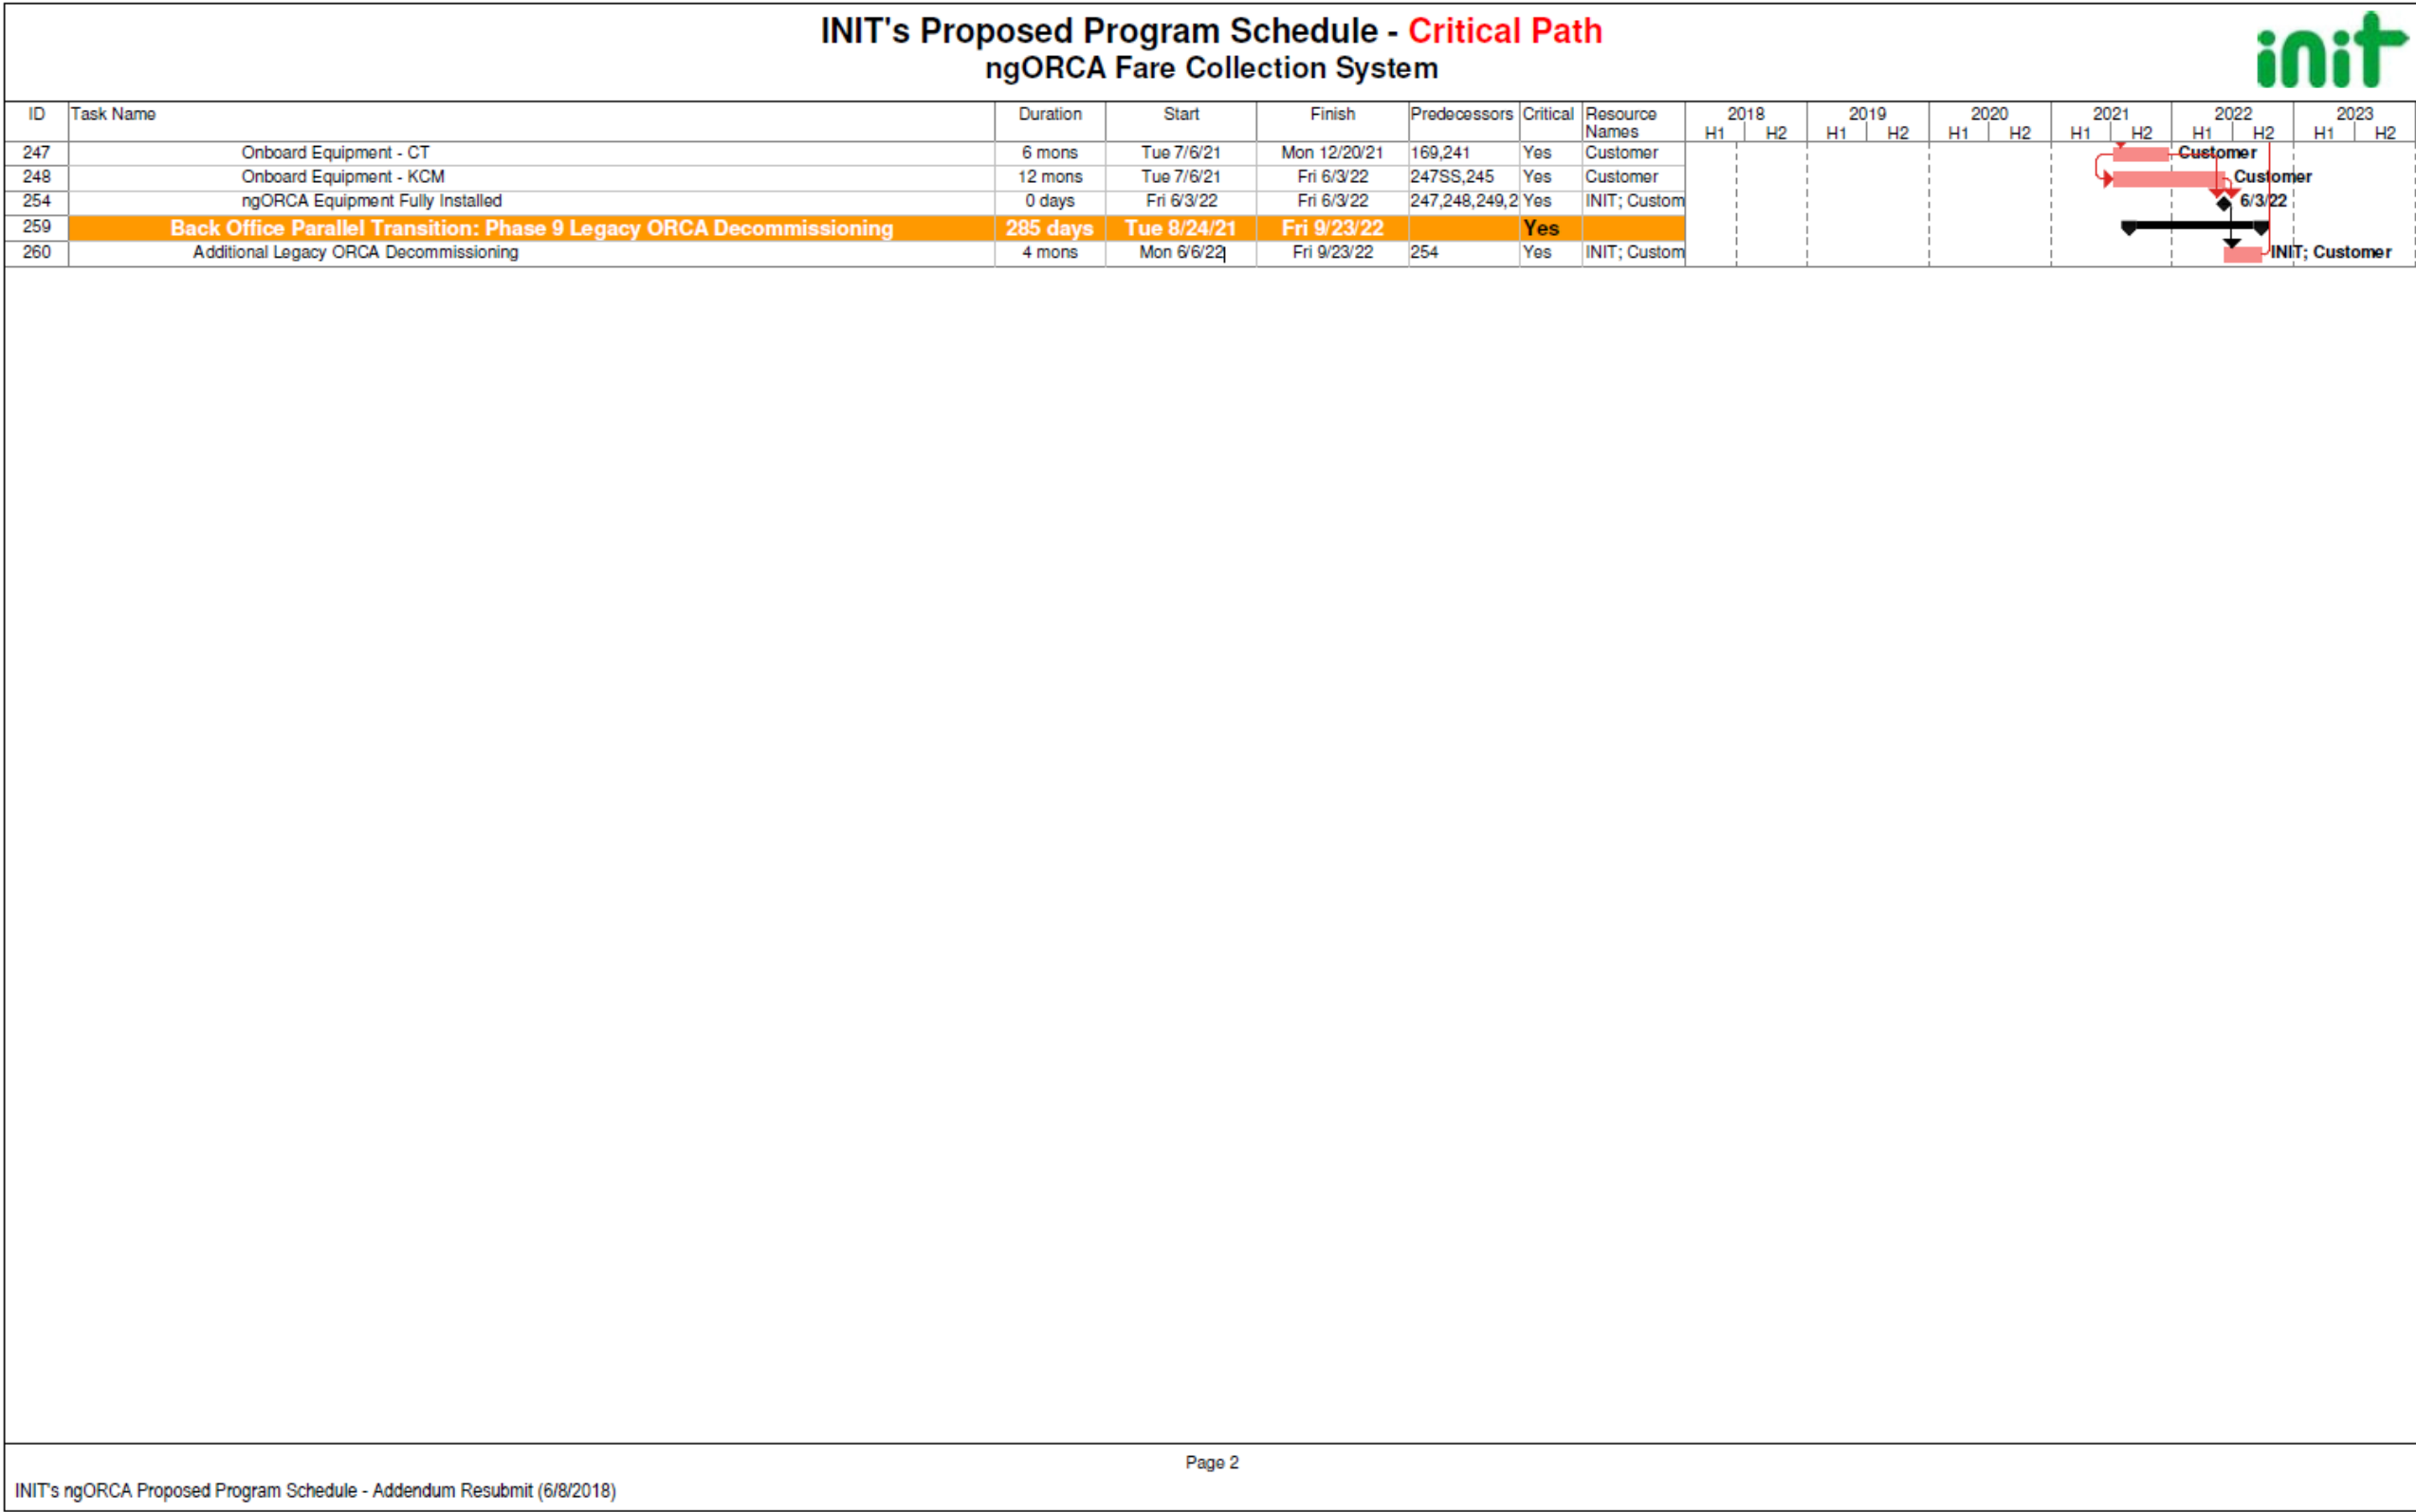 INIT's Proposed Program Schedule - Critical Path
ngORCA Fare Collection System
init
ID Task Name Duration Start Finish Predecessors Critical Resource Names 2018 2019 2020 2021 2022 2023
H1 H2 H1 H2 H1 H2 H1 H2 H1 H2 H1 H2
247 Onboard Equipment - CT 6 mons Tue 7/6/21 Mon 12/20/21 169,241 Yes Customer Customer
248 Onboard Equipment - KCM 12 mons Tue 7/6/21 Fri 6/3/22 247SS,245 Yes Customer Customer
254 ngORCA Equipment Fully Installed 0 days Fri 6/3/22 Fri 6/3/22 247,248,249,2 Yes INIT; Custom 6/3/22
259 Back Office Parallel Transition: Phase 9 Legacy ORCA Decommissioning 285 days Tue 8/24/21 Fri 9/23/22 Yes
260 Additional Legacy ORCA Decommissioning 4 mons Mon 6/6/22 Fri 9/23/22 254 Yes INIT; Custom INIT; Customer
Page 2
INIT's ngORCA Proposed Program Schedule - Addendum Resubmit (6/8/2018)